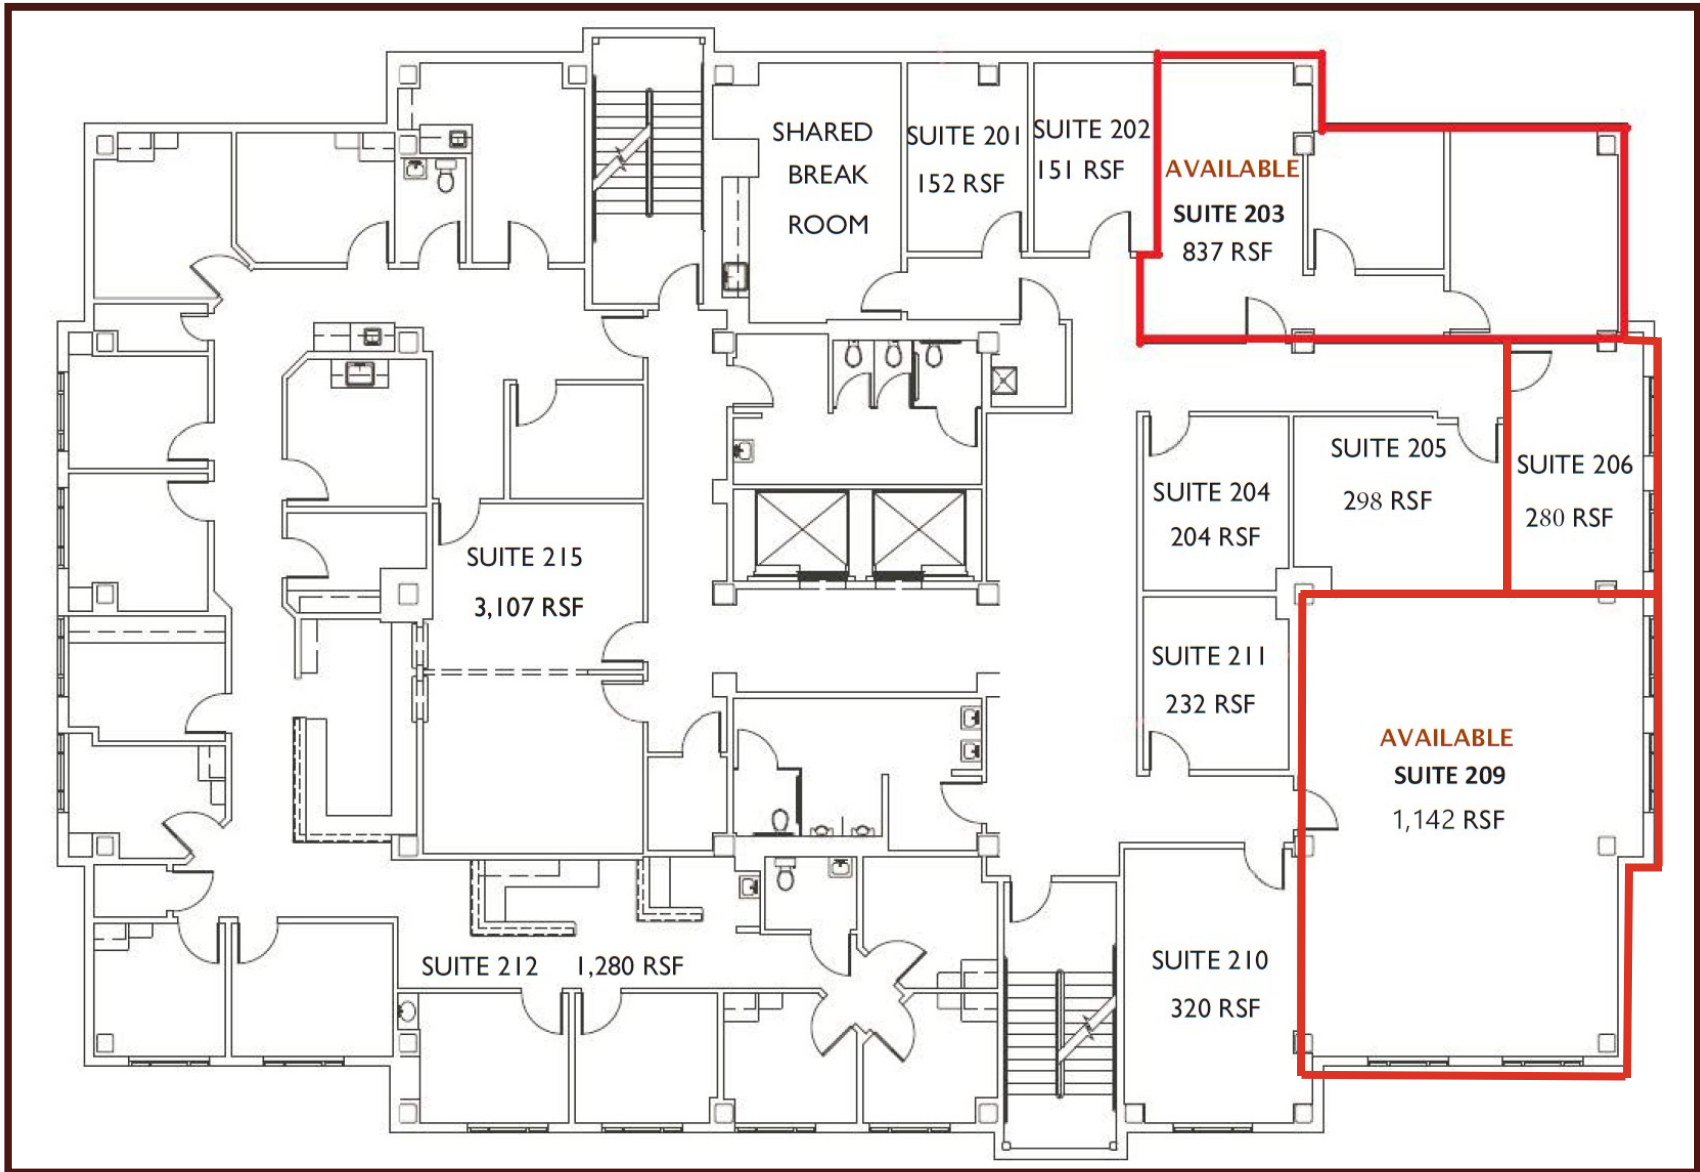 SHARED
BREAK
ROOM
SUITE 201
152 RSF
SUITE 202
151 RSF
AVAILABLE
SUITE 203
837 RSF
SUITE 204
204 RSF
SUITE 205
298 RSF
SUITE 206
280 RSF
SUITE 215
3,107 RSF
SUITE 211
232 RSF
AVAILABLE
SUITE 209
1,142 RSF
SUITE 212 1,280 RSF
SUITE 210
320 RSF